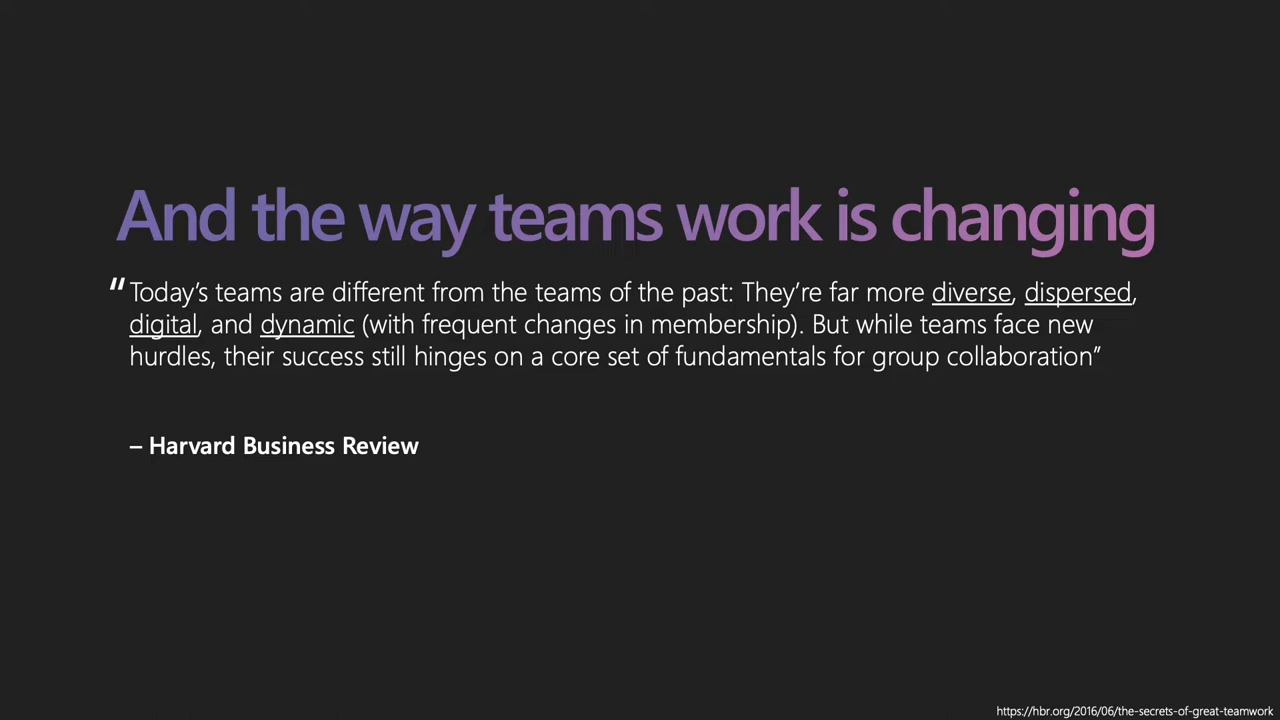 And the way teams work is changing
“Today’s teams are different from the teams of the past: They’re far more diverse, dispersed,
digital, and dynamic (with frequent changes in membership). But while teams face new
hurdles, their success still hinges on a core set of fundamentals for group collaboration”
– Harvard Business Review
https://hbr.org/2016/06/the-secrets-of-great-teamwork